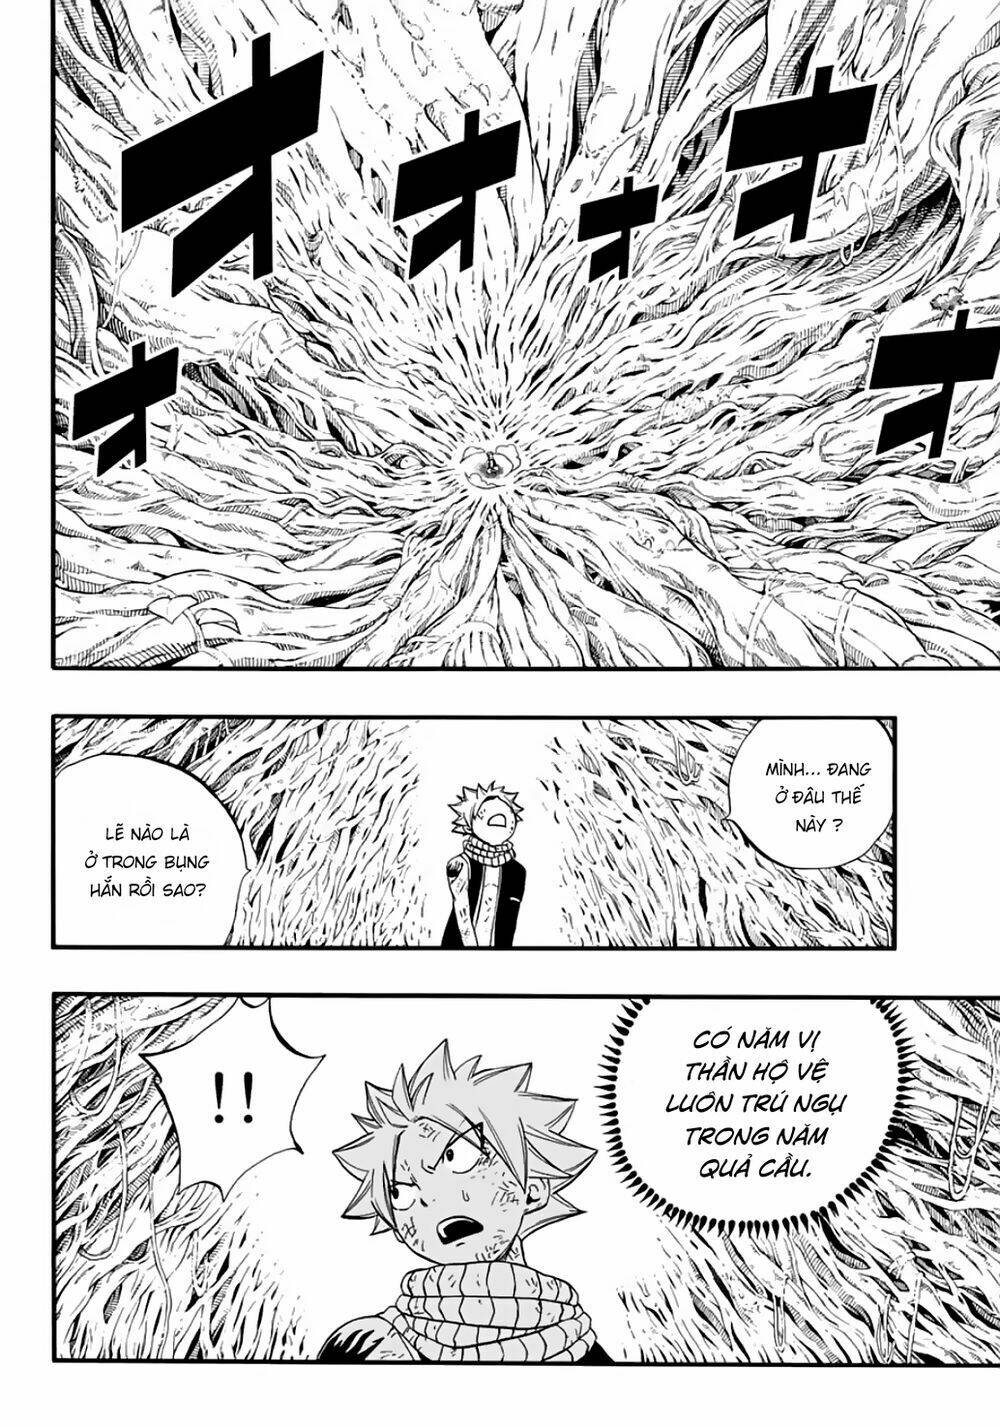 オ オ オ オ
オ オ
MÌNH... ĐANG
Ở ĐÂU THẾ
NÀY ?
LẼ NÀO LÀ
Ở TRONG BỤNG
HẮN RỒI SAO?
CÓ NĂM VỊ
THẦN HỘ VỆ
LUÔN TRÚ NGỤ
TRONG NĂM
QUẢ CẦU.
!!